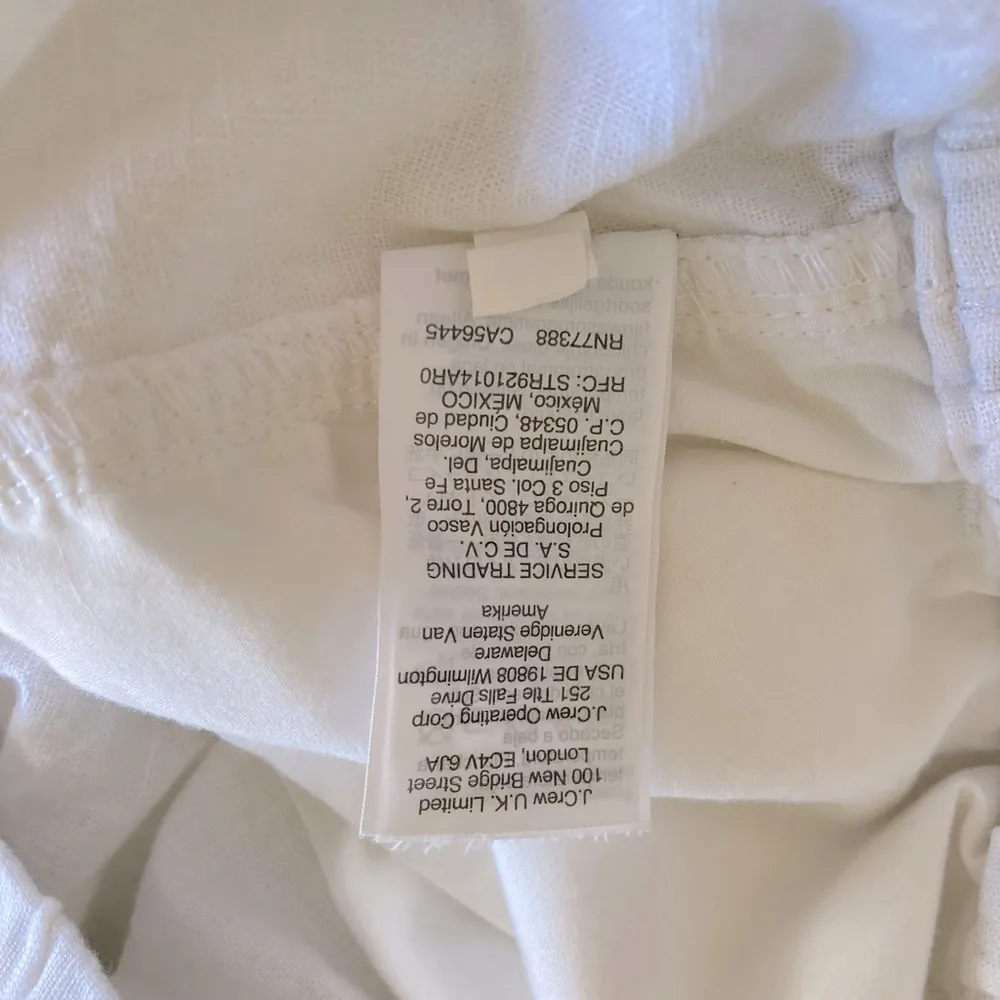 J.Crew U.K. Limited
100 New Bridge Street
London, EC4V 6JA
J.Crew Operating Corp
251 Ttle Falls Drive
USA DE 19808 Wilmington
Delaware
Verenidge Staten Van
Amerika
SERVICE TRADING
S.A. DE C.V.
Prolongación Vasco
de Quiroga 4800, Torre 2,
Piso 3 Col. Santa Fe
Cuajimalpa, Del.
Cuajimalpa de Morelos
C.P. 05348, Ciudad de
México, MÉXICO
RFC: STR921014AR0
RN77388 CA56445